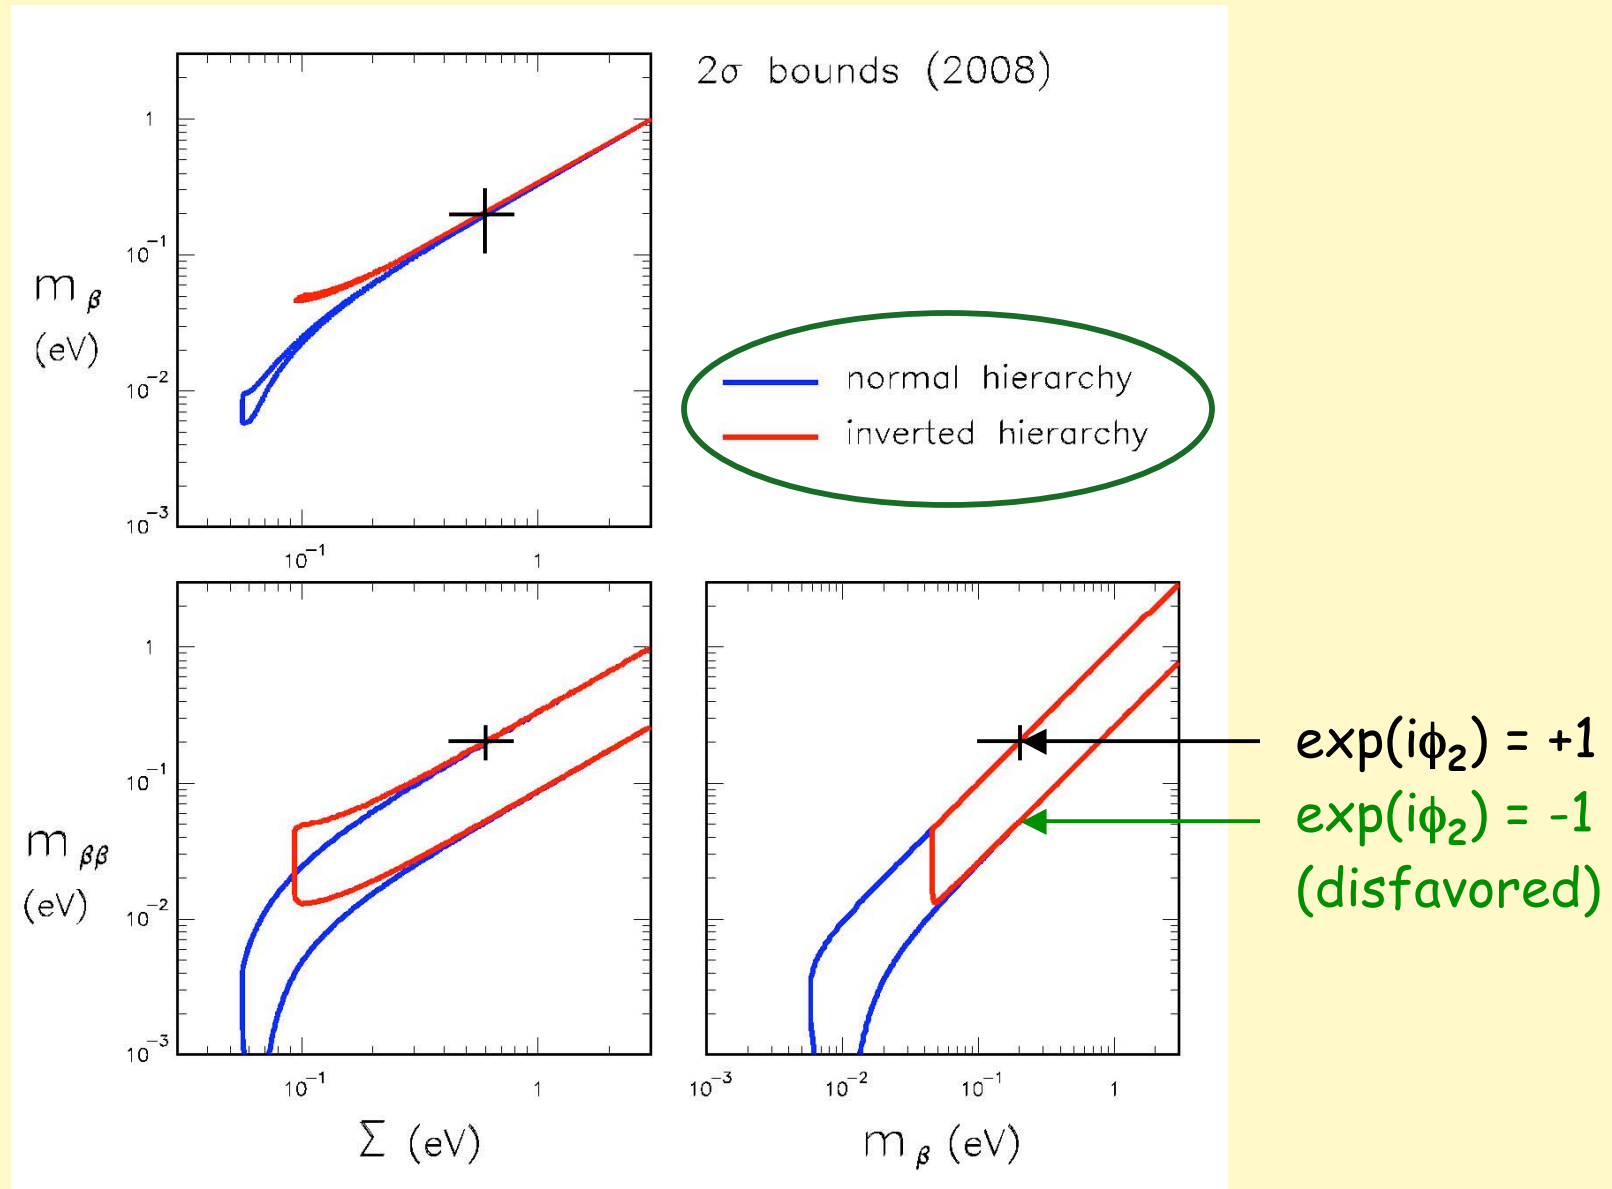 2σ bounds (2008)
1
10⁻¹
10⁻²
10⁻³
m β
(eV)
10⁻¹ 1
normal hierarchy
inverted hierarchy
1
10⁻¹
10⁻²
10⁻³
m ββ
(eV)
10⁻¹ 1
Σ (eV)
10⁻³ 10⁻² 10⁻¹ 1
m β (eV)
exp(iϕ₂) = +1
exp(iϕ₂) = -1
(disfavored)